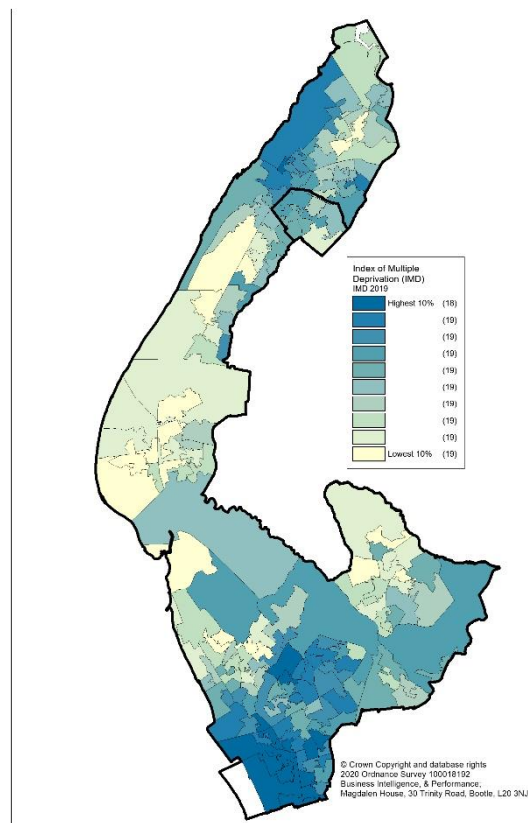 Index of Multiple
Deprivation (IMD)
IMD 2019
Highest 10% (18)
(19)
(19)
(19)
(19)
(19)
(19)
(19)
(19)
Lowest 10% (19)
© Crown Copyright and database rights
2020 Ordnance Survey 100018192
Business Intelligence, & Performance,
Magdalen House, 30 Trinity Road, Bootle, L20 3NJ